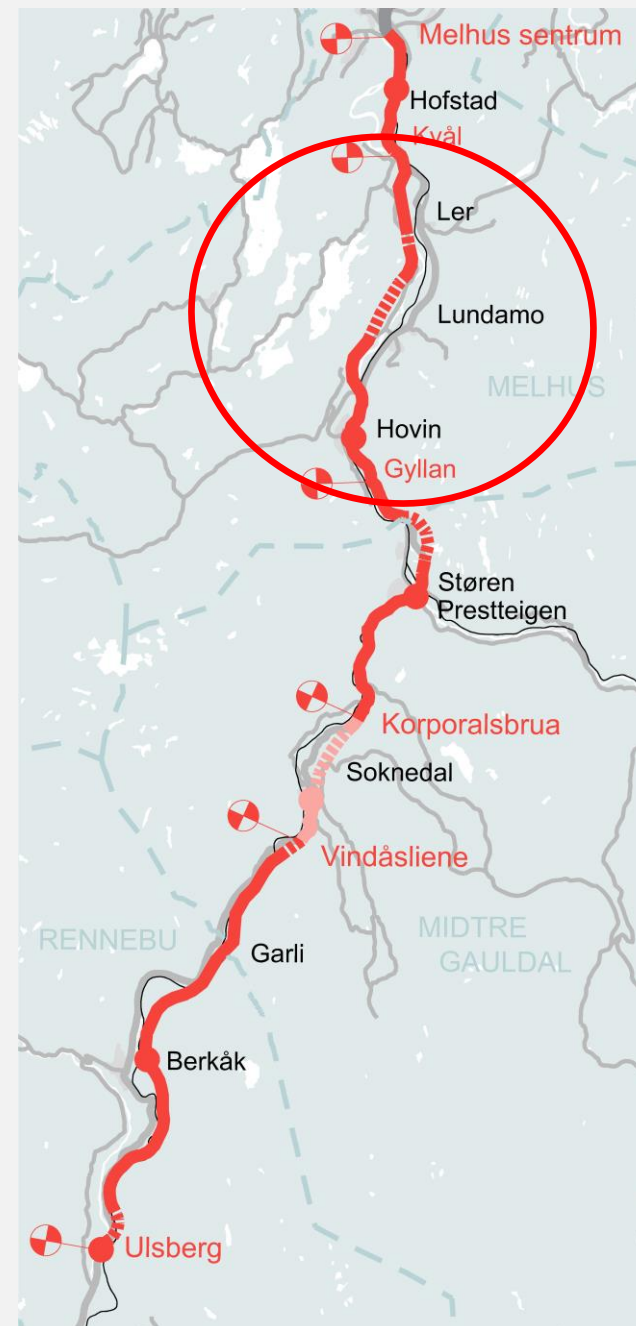 Melhus sentrum
Hofstad
Kvål
Ler
Lundamo
MELHUS
Hovin
Gyllan
Støren
Prestteigen
Korporalsbrua
Soknedal
Vindåsliene
MIDTRE
GAULDAL
RENNEBU
Garli
Berkåk
Ulsberg